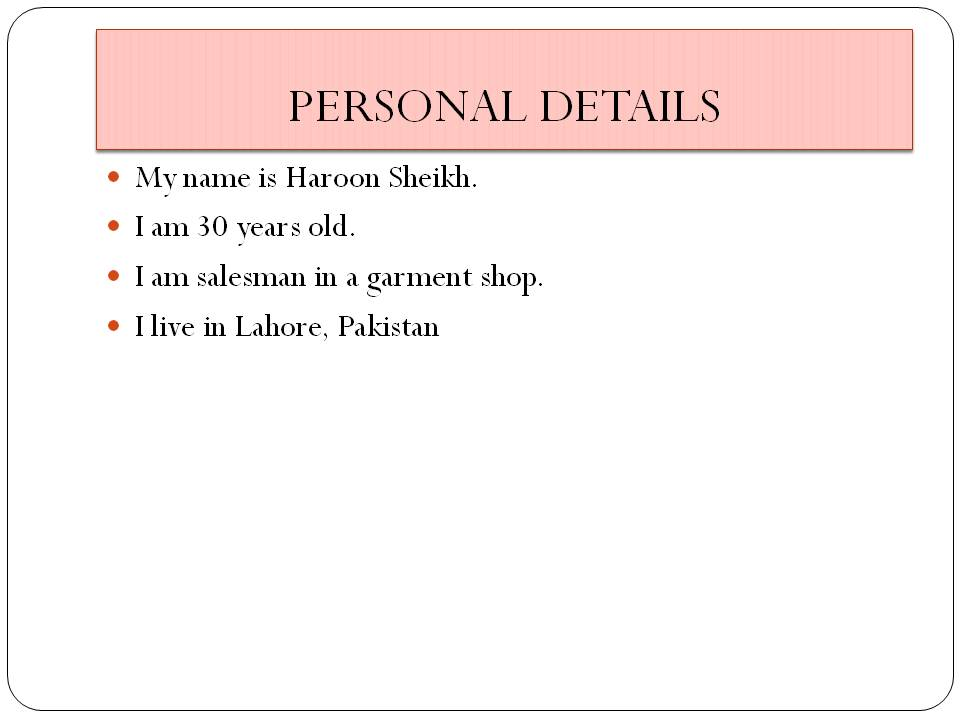 PERSONAL DETAILS
• My name is Haroon Sheikh.
• I am 30 years old.
• I am salesman in a garment shop.
• I live in Lahore, Pakistan